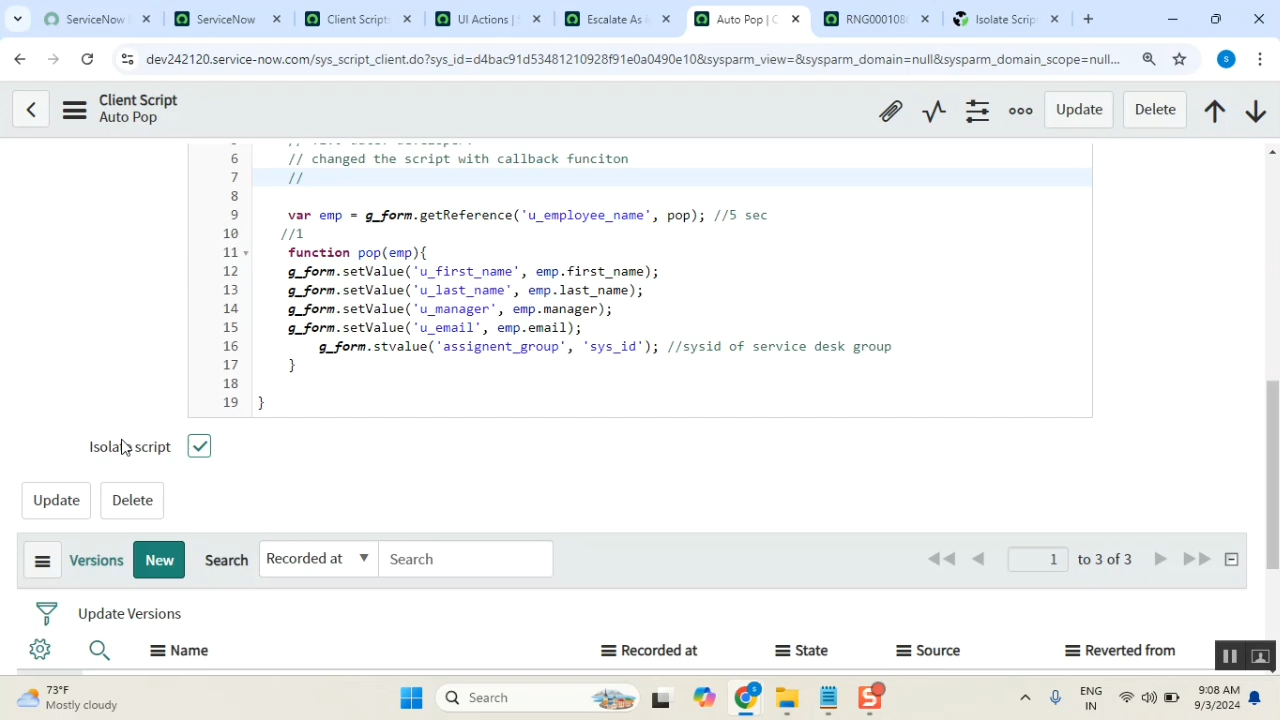 ServiceNow
ServiceNow
Client Scripts
UI Actions | S
Escalate As
Auto Pop | C
RNG000108
Isolate Scrip
dev242120.service-now.com/sys_script_client.do?sys_id=d4bac91d53481210928f91e0a0490e10&sysparm_view=&sysparm_domain=null&sysparm_domain_scope=null...
s
Client Script
Auto Pop
Update
Delete
6 // changed the script with callback funciton
7 //
8
9 var emp = g_form.getReference('u_employee_name', pop); //5 sec
10 //1
11 function pop(emp){
12 g_form.setValue('u_first_name', emp.first_name);
13 g_form.setValue('u_last_name', emp.last_name);
14 g_form.setValue('u_manager', emp.manager);
15 g_form.setValue('u_email', emp.email);
16 g_form.stvalue('assignent_group', 'sys_id'); //sysid of service desk group
17 }
18
19 }
Isolate script
Update
Delete
Versions
New
Search
Recorded at
Search
1 to 3 of 3
Update Versions
Name
Recorded at
State
Source
Reverted from
73°F
Mostly cloudy
Search
ENG
IN
9:08 AM
9/3/2024